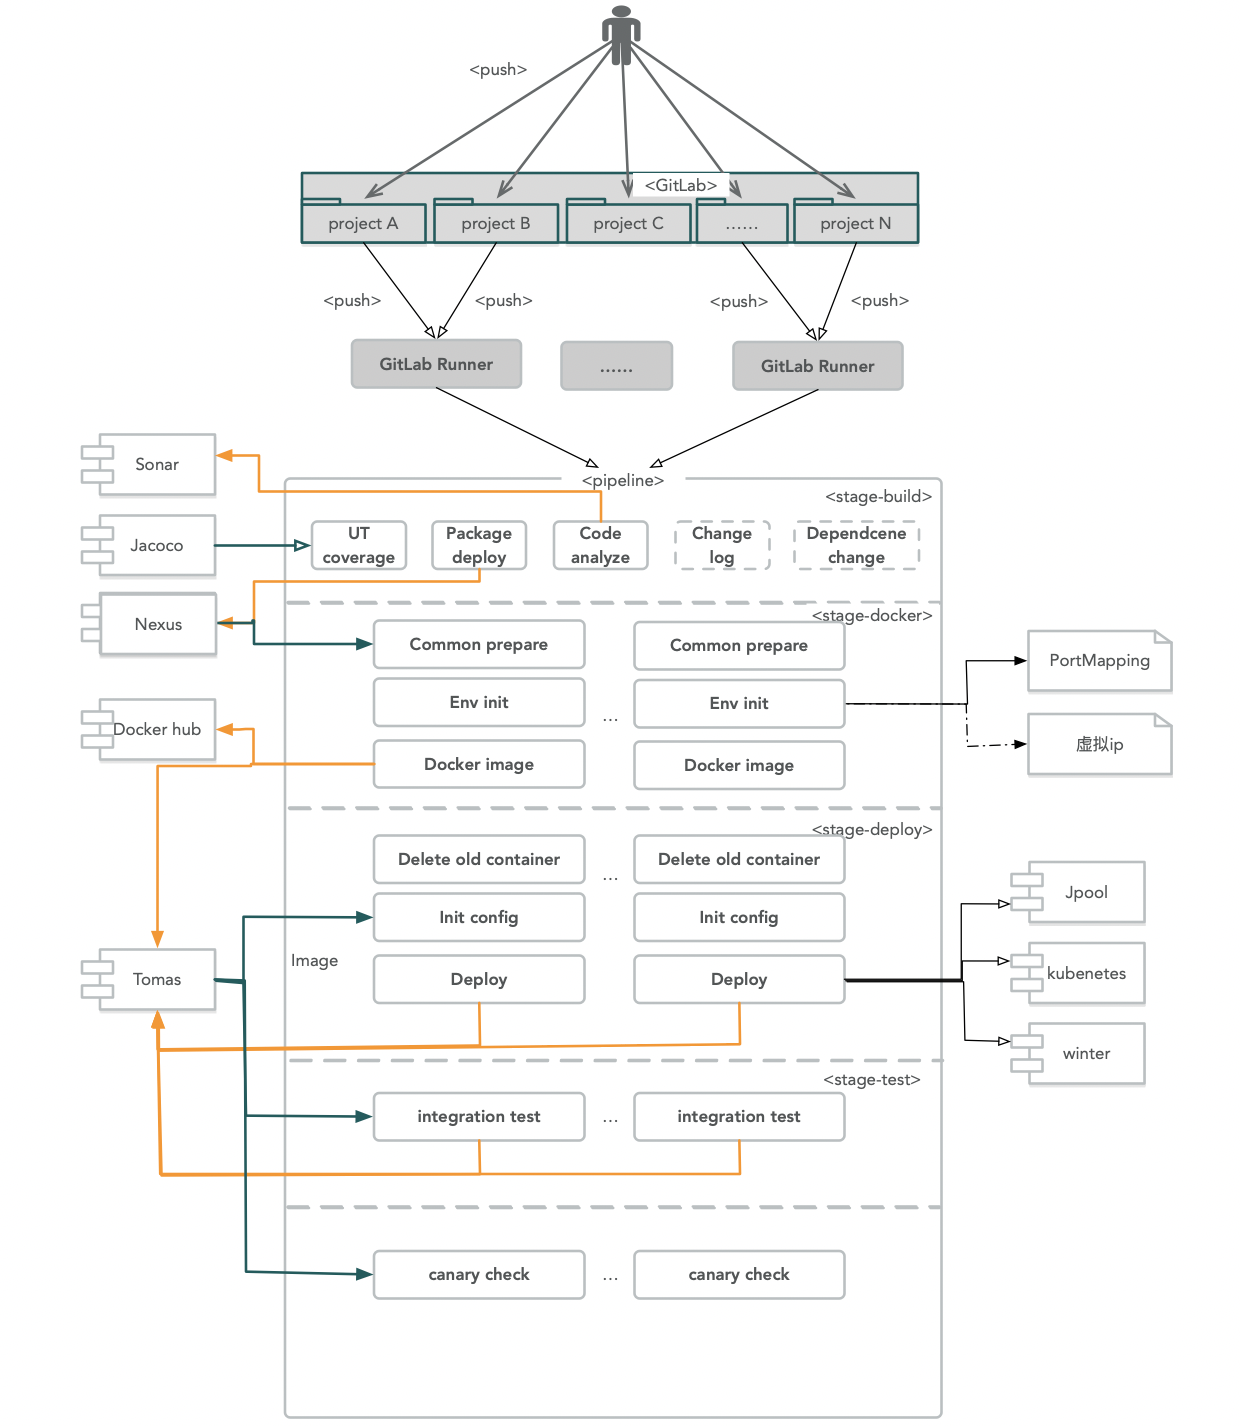 <push>
<GitLab>
project A
project B
project C
......
project N
<push>
<push>
<push>
<push>
GitLab Runner
......
GitLab Runner
<pipeline>
<stage-build>
Sonar
Jacoco
UT
coverage
Package
deploy
Code
analyze
Change
log
Dependcene
change
Nexus
<stage-docker>
Common prepare
Common prepare
Env init
...
Env init
Docker image
Docker image
Docker hub
PortMapping
虚拟ip
<stage-deploy>
Delete old container
...
Delete old container
Init config
Init config
Image
Deploy
Deploy
Tomas
Jpool
kubenetes
winter
<stage-test>
integration test
...
integration test
canary check
...
canary check